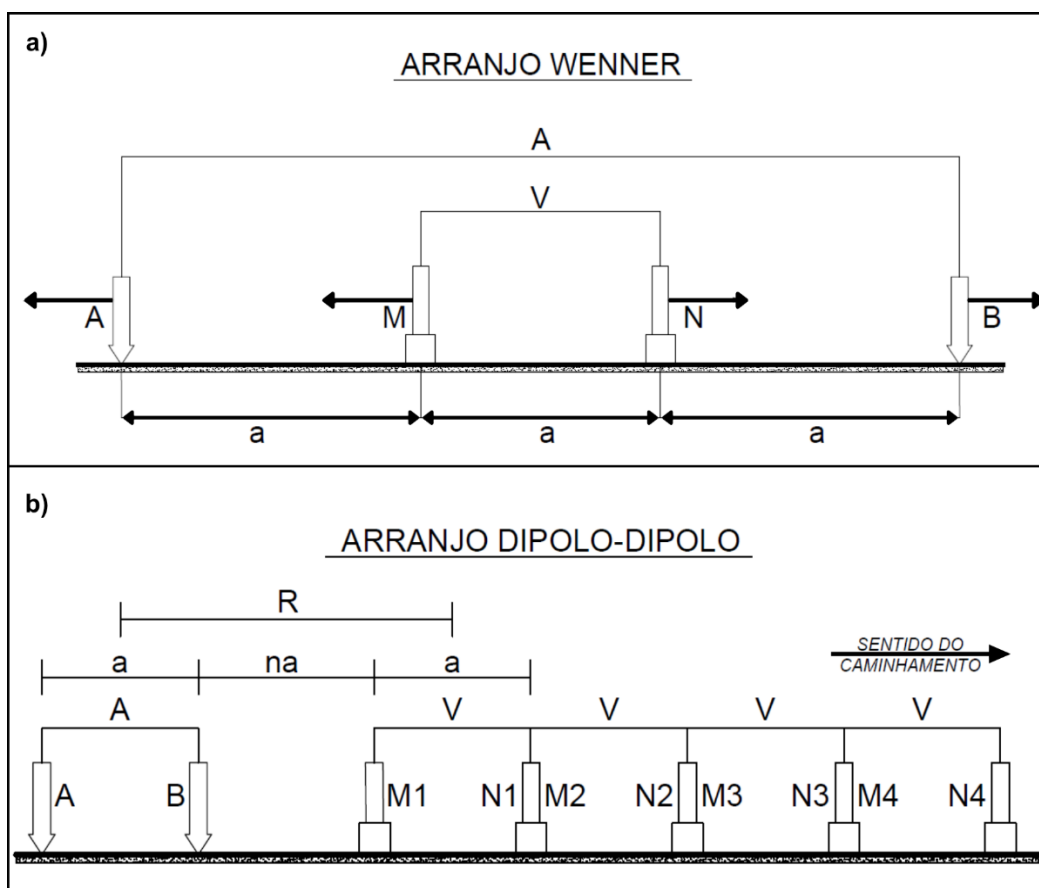 a)
ARRANJO WENNER
A
V
A M N B
a a a
b)
ARRANJO DIPOLO-DIPOLO
R
SENTIDO DO
CAMINHAMENTO
a na a
A V V V V
A B M1 N1 M2 N2 M3 N3 M4 N4